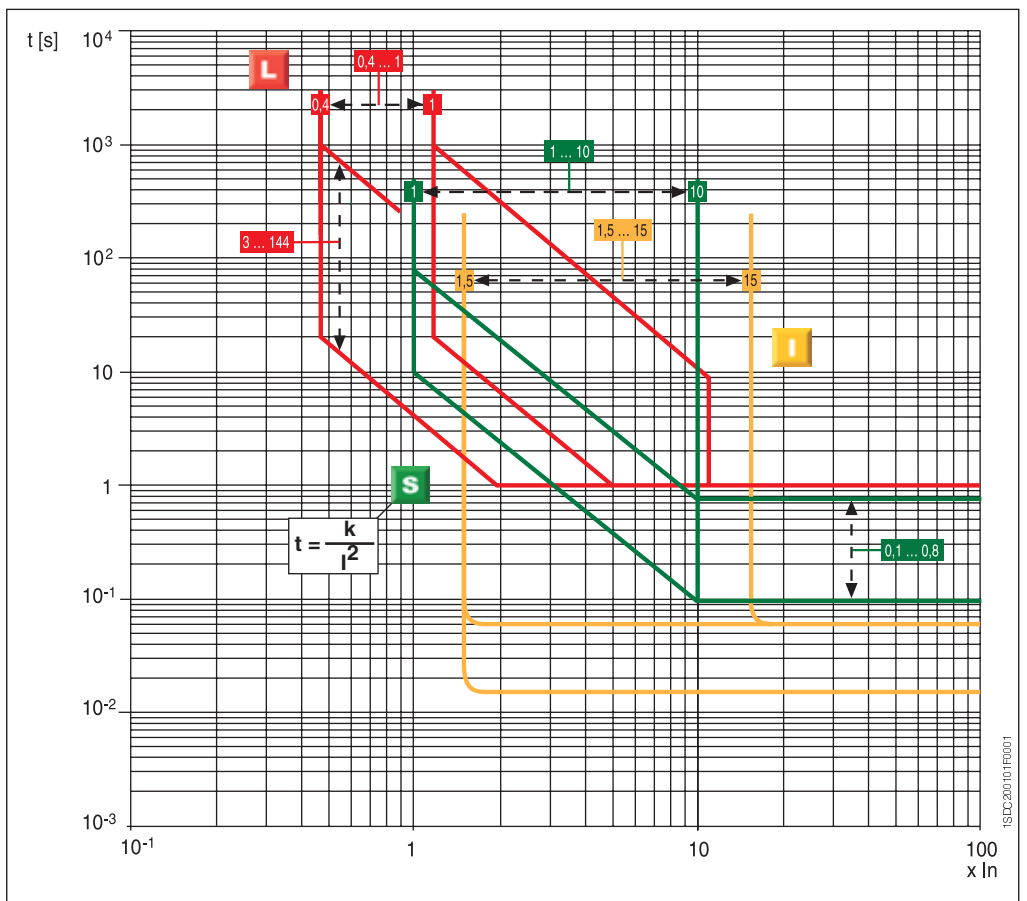 t [s]
10⁴
L
0,4 ... 1
0,4
1
10³
1 ... 10
1
10
3 ... 144
1,5 ... 15
10²
1,5
15
I
10
1
S
t = k / I²
0,1 ... 0,8
10⁻¹
10⁻²
10⁻³
10⁻¹
1
10
100
x In
1SDC200101F0001